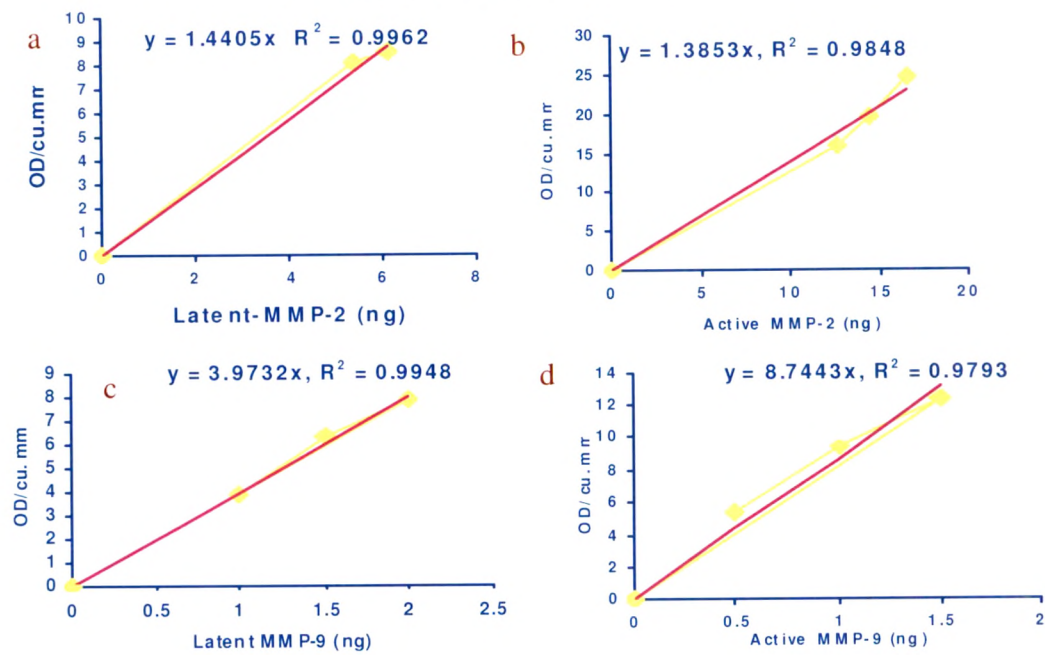 a
y = 1.4405x R² = 0.9962
OD/cu.mm
10
9
8
7
6
5
4
3
2
1
0
0 2 4 6 8
Latent-MMP-2 (ng)
b
y = 1.3853x, R² = 0.9848
OD/cu.mm
30
25
20
15
10
5
0
0 5 10 15 20
Active MMP-2 (ng)
c
y = 3.9732x, R² = 0.9948
OD/cu. mm
9
8
7
6
5
4
3
2
1
0
0 0.5 1 1.5 2 2.5
Latent MMP-9 (ng)
d
y = 8.7443x, R² = 0.9793
OD/cu.mm
14
12
10
8
6
4
2
0
0 0.5 1 1.5 2
Active MMP-9 (ng)